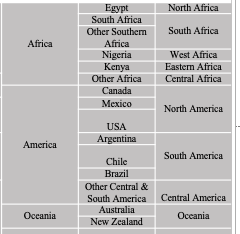 Egypt North Africa
South Africa
Africa Other Southern Africa South Africa
Nigeria West Africa
Kenya Eastern Africa
Other Africa Central Africa
Canada
Mexico
USA North America
Argentina
America
Chile South America
Brazil
Other Central &
South America Central America
Oceania Australia Oceania
New Zealand